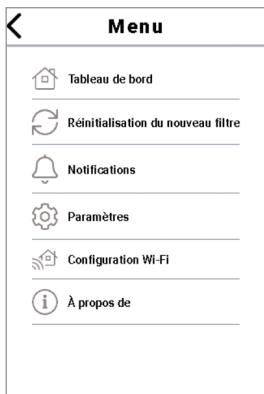 Menu
Tableau de bord
Réinitialisation du nouveau filtre
Notifications
Paramètres
Configuration Wi-Fi
À propos de